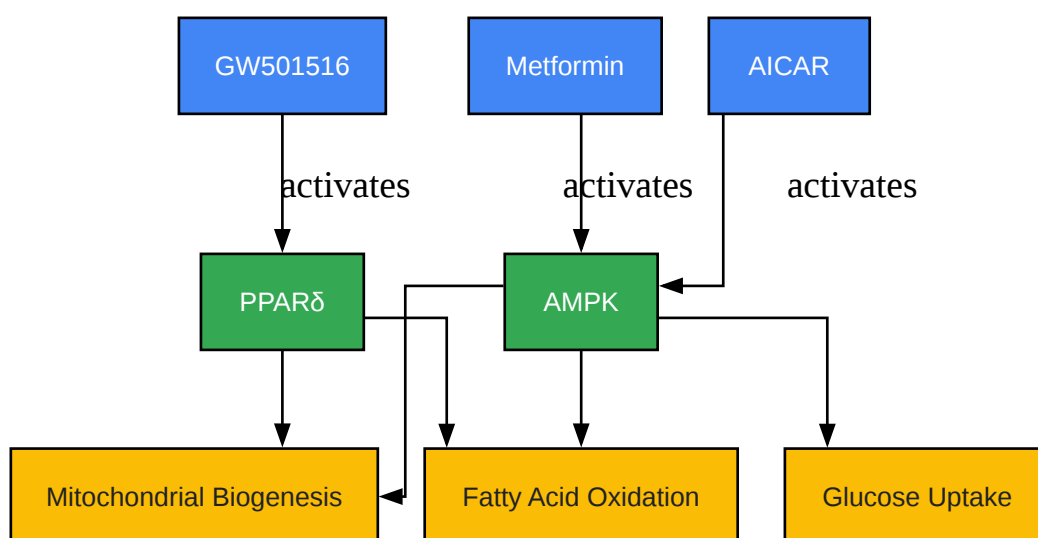 GW501516
Metformin
AICAR
activates
activates
activates
PPARδ
AMPK
Mitochondrial Biogenesis
Fatty Acid Oxidation
Glucose Uptake